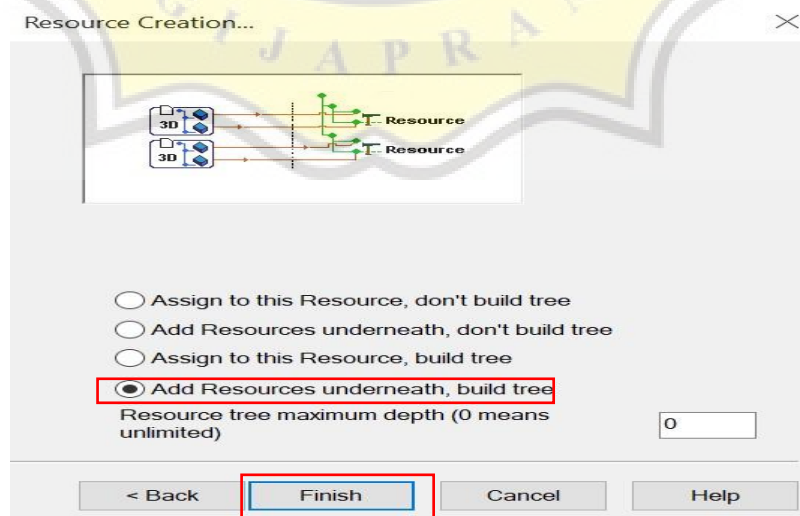 Resource Creation...
GIJAPRAN
3D
Resource
3D
Resource
Assign to this Resource, don't build tree
Add Resources underneath, don't build tree
Assign to this Resource, build tree
Add Resources underneath, build tree
Resource tree maximum depth (0 means
unlimited)
0
< Back
Finish
Cancel
Help